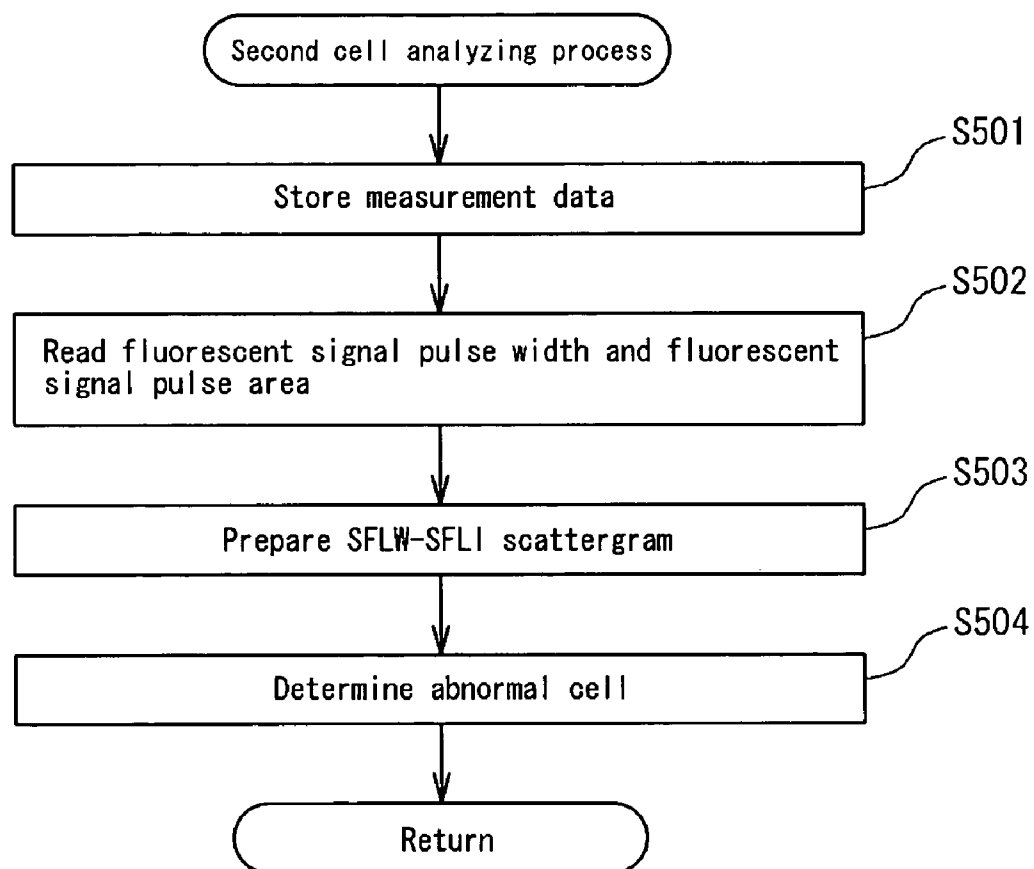 Second cell analyzing process
S501
Store measurement data
S502
Read fluorescent signal pulse width and fluorescent
signal pulse area
S503
Prepare SFLW-SFLI scattergram
S504
Determine abnormal cell
Return